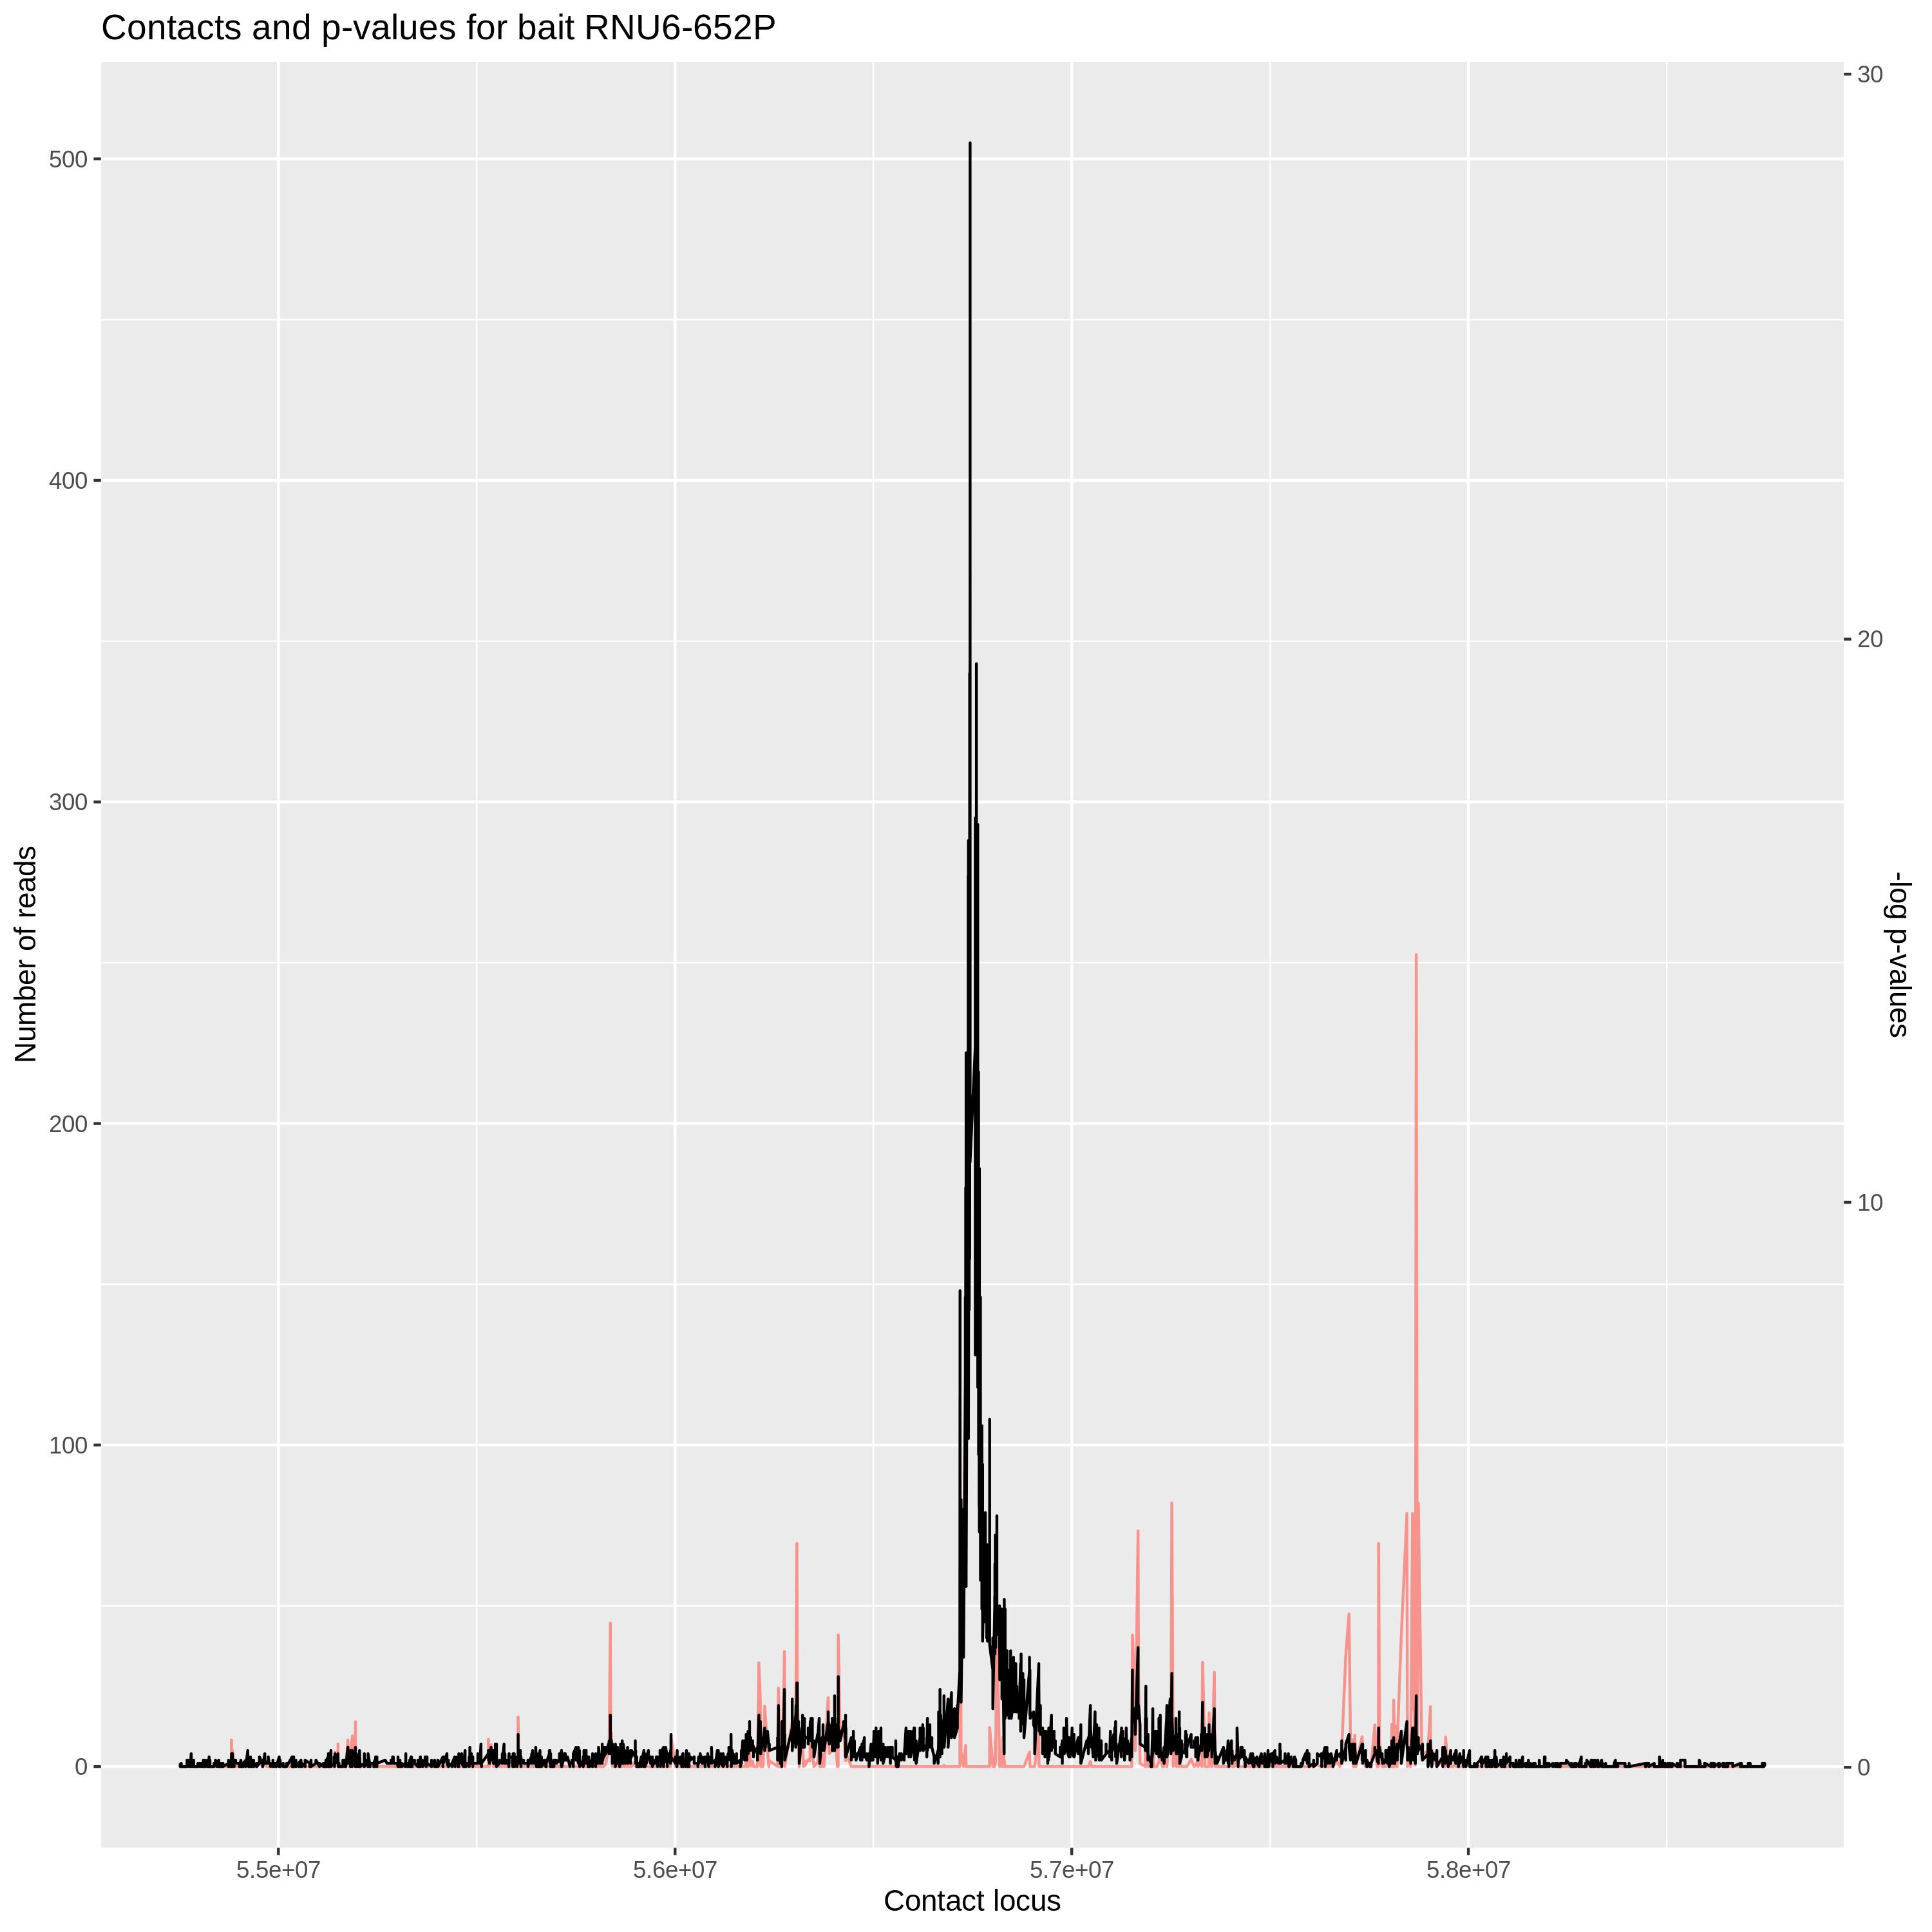 Contacts and p-values for bait RNU6-652P
Number of reads
500
400
300
200
100
0
30
20
10
0
-log p-values
5.5e+07 5.6e+07 5.7e+07 5.8e+07
Contact locus